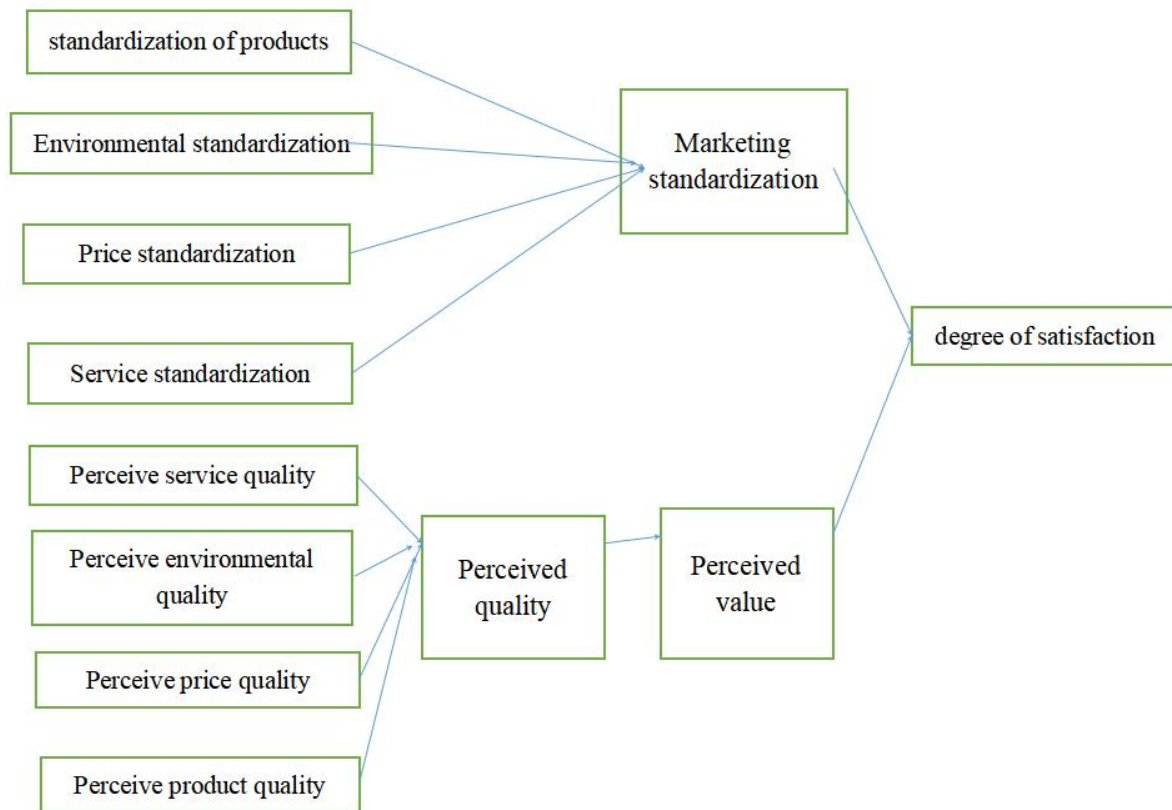 standardization of products
Environmental standardization
Price standardization
Service standardization
Marketing
standardization
degree of satisfaction
Perceive service quality
Perceive environmental
quality
Perceive price quality
Perceive product quality
Perceived
quality
Perceived
value